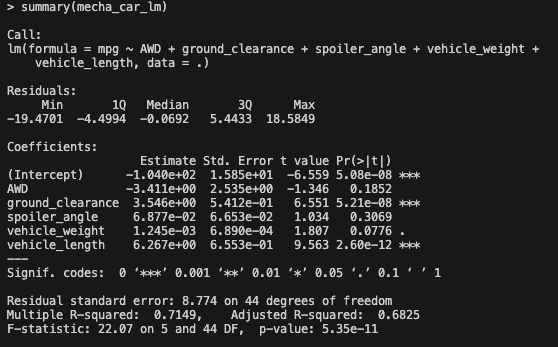 > summary(mecha_car_lm)
Call:
lm(formula = mpg ~ AWD + ground_clearance + spoiler_angle + vehicle_weight +
    vehicle_length, data = .)
Residuals:
     Min       1Q   Median       3Q      Max
-19.4701  -4.4994  -0.0692   5.4433  18.5849
Coefficients:
                   Estimate Std. Error t value Pr(>|t|)
(Intercept)      -1.040e+02  1.585e+01  -6.559 5.08e-08 ***
AWD              -3.411e+00  2.535e+00  -1.346   0.1852
ground_clearance  3.546e+00  5.412e-01   6.551 5.21e-08 ***
spoiler_angle     6.877e-02  6.653e-02   1.034   0.3069
vehicle_weight    1.245e-03  6.890e-04   1.807   0.0776 .
vehicle_length    6.267e+00  6.553e-01   9.563 2.60e-12 ***
---
Signif. codes:  0 ‘***’ 0.001 ‘**’ 0.01 ‘*’ 0.05 ‘.’ 0.1 ‘ ’ 1
Residual standard error: 8.774 on 44 degrees of freedom
Multiple R-squared:  0.7149,	Adjusted R-squared:  0.6825
F-statistic: 22.07 on 5 and 44 DF,  p-value: 5.35e-11